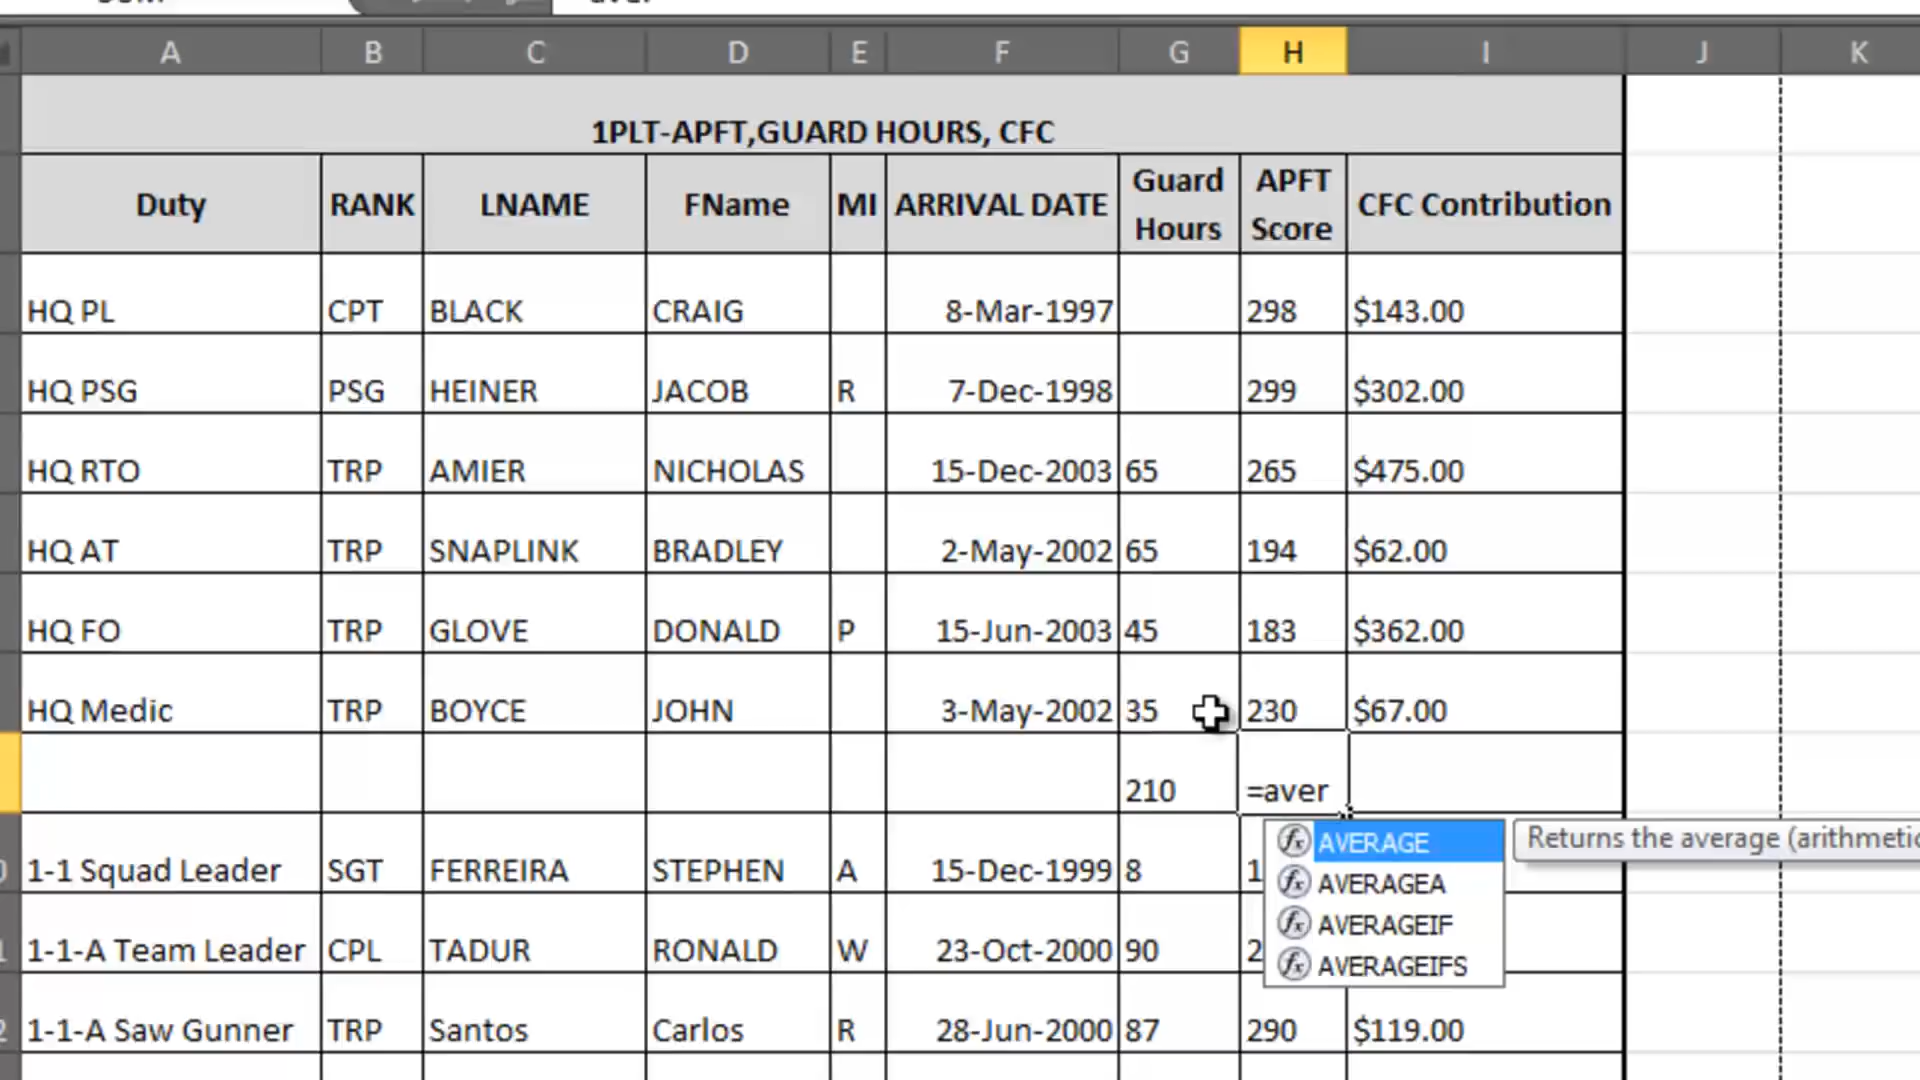 A B C D E F G H I J K
1PLT-APFT,GUARD HOURS, CFC
Duty RANK LNAME FName MI ARRIVAL DATE Guard Hours APFT Score CFC Contribution
HQ PL CPT BLACK CRAIG 8-Mar-1997 298 $143.00
HQ PSG PSG HEINER JACOB R 7-Dec-1998 299 $302.00
HQ RTO TRP AMIER NICHOLAS 15-Dec-2003 65 265 $475.00
HQ AT TRP SNAPLINK BRADLEY 2-May-2002 65 194 $62.00
HQ FO TRP GLOVE DONALD P 15-Jun-2003 45 183 $362.00
HQ Medic TRP BOYCE JOHN 3-May-2002 35 230 $67.00
210 =aver
AVERAGE Returns the average
1-1 Squad Leader SGT FERREIRA STEPHEN A 15-Dec-1999 8
AVERAGEA
AVERAGEIF
1-1-A Team Leader CPL TADUR RONALD W 23-Oct-2000 90
AVERAGEIFS
1-1-A Saw Gunner TRP Santos Carlos R 28-Jun-2000 87 290 $119.00